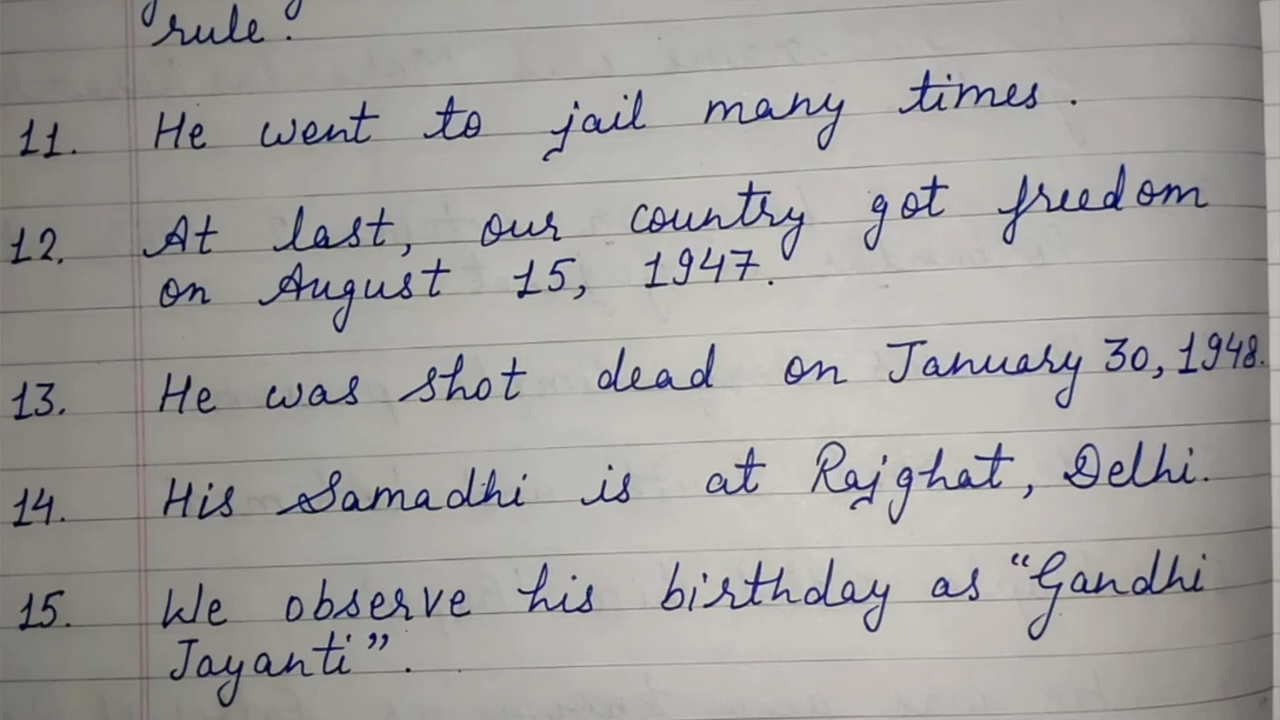 rule.
11. He went to jail many times.
12. At last, our country got freedom
on August 15, 1947.
13. He was shot dead on January 30, 1948.
14. His Samadhi is at Rajghat, Delhi.
15. We observe his birthday as “Gandhi
Jayanti”.